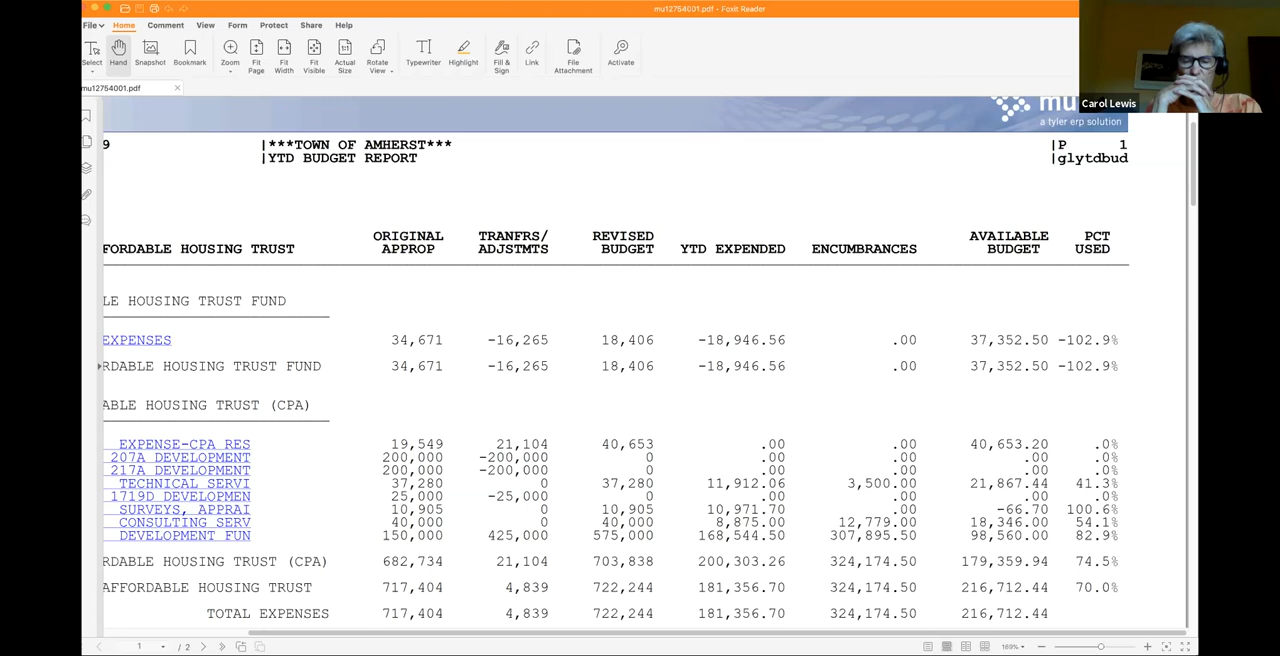 mu12754001.pdf - Foxit Reader
File Home Comment View Form Protect Share Help
Select Hand Snapshot Bookmark Zoom Fit Page Fit Width Fit Visible Actual Size Rotate View Typewriter Highlight Fill & Sign Link File Attachment Activate
mu12754001.pdf
Carol Lewis
mu
a tyler erp solution
9 |***TOWN OF AMHERST*** |P 1
|YTD BUDGET REPORT |glytdbud
ORIGINAL TRANFRS/ REVISED AVAILABLE PCT
FORDABLE HOUSING TRUST APPROP ADJSTMTS BUDGET YTD EXPENDED ENCUMBRANCES BUDGET USED
LE HOUSING TRUST FUND
EXPENSES 34,671 -16,265 18,406 -18,946.56 .00 37,352.50 -102.9%
RDABLE HOUSING TRUST FUND 34,671 -16,265 18,406 -18,946.56 .00 37,352.50 -102.9%
ABLE HOUSING TRUST (CPA)
EXPENSE-CPA RES 19,549 21,104 40,653 .00 .00 40,653.20 .0%
207A DEVELOPMENT 200,000 -200,000 0 .00 .00 .00 .0%
217A DEVELOPMENT 200,000 -200,000 0 .00 .00 .00 .0%
TECHNICAL SERVI 37,280 0 37,280 11,912.06 3,500.00 21,867.44 41.3%
1719D DEVELOPMEN 25,000 -25,000 0 .00 .00 .00 .0%
SURVEYS, APPRAI 10,905 0 10,905 10,971.70 .00 -66.70 100.6%
CONSULTING SERV 40,000 0 40,000 8,875.00 12,779.00 18,346.00 54.1%
DEVELOPMENT FUN 150,000 425,000 575,000 168,544.50 307,895.50 98,560.00 82.9%
RDABLE HOUSING TRUST (CPA) 682,734 21,104 703,838 200,303.26 324,174.50 179,359.94 74.5%
AFFORDABLE HOUSING TRUST 717,404 4,839 722,244 181,356.70 324,174.50 216,712.44 70.0%
TOTAL EXPENSES 717,404 4,839 722,244 181,356.70 324,174.50 216,712.44
1 / 2 169%